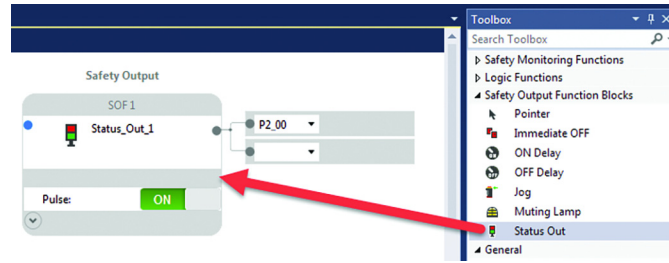 Safety Output
SOF 1
Status_Out_1
P2_00
Pulse:
ON
Toolbox
Search Toolbox
Safety Monitoring Functions
Logic Functions
Safety Output Function Blocks
Pointer
Immediate OFF
ON Delay
OFF Delay
Jog
Muting Lamp
Status Out
General